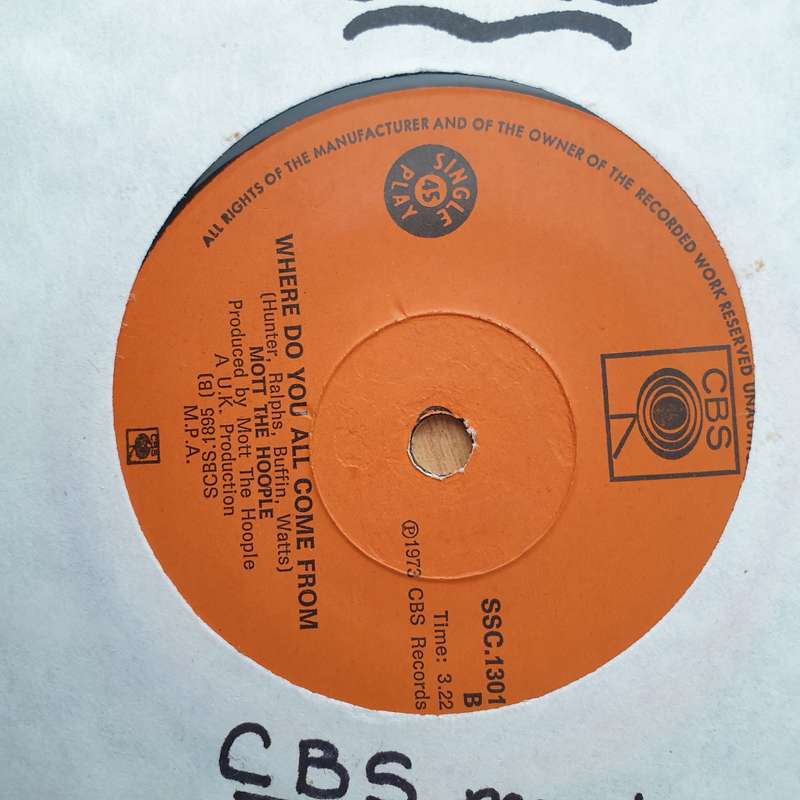 ALL RIGHTS OF THE MANUFACTURER AND OF THE OWNER OF THE RECORDED WORK RESERVED
SINGLE
45
PLAY
CBS
SSC.1301
B
Time: 3.22
℗1973 CBS Records
WHERE DO YOU ALL COME FROM
(Hunter, Ralphs, Buffin, Watts)
MOTT THE HOOPLE
Produced by Mott The Hoople
A U.K. Production
SCBS.1895 (B)
M.P.A.
CBS
CBS